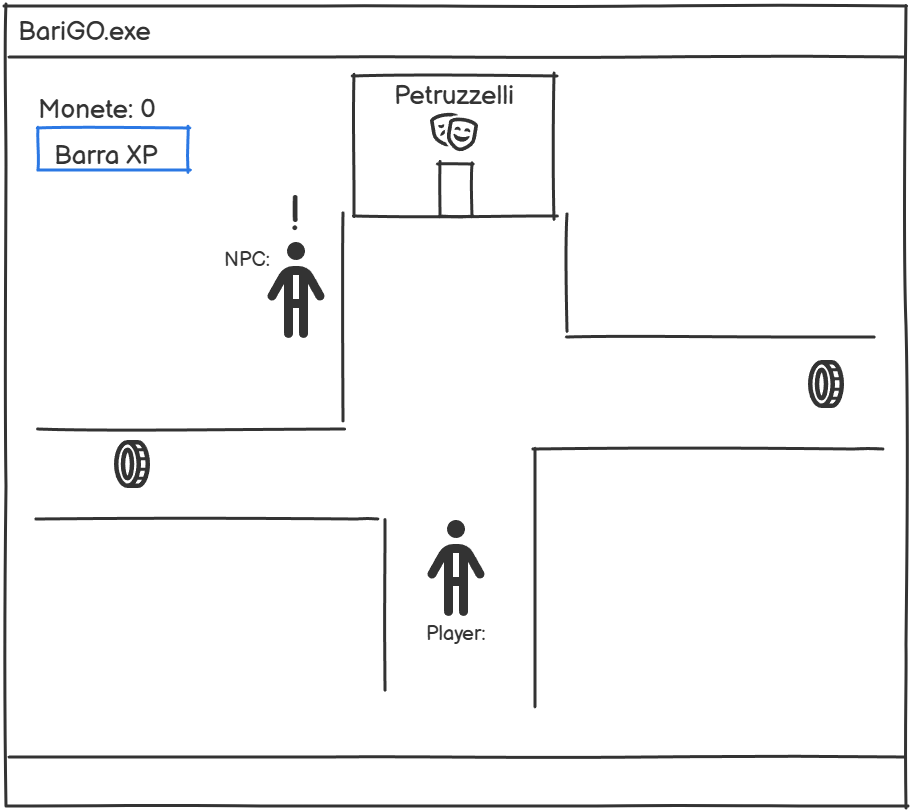 BariGO.exe
Monete: 0
Barra XP
Petruzzelli
!
NPC:
Player: